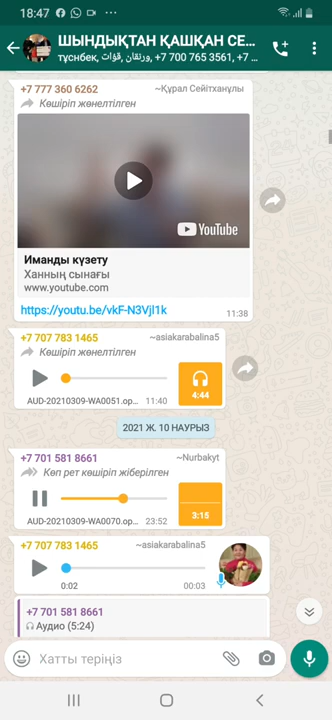 18:47
ШЫНДЫҚТАН ҚАШҚАН СЕ...
тұснбек, ورتقان, قۋات, +7 700 765 3561, +7 ...
+7 777 360 6262 ~Құрал Сейітханұлы
Көшіріп жөнелтілген
YouTube
Иманды күзету
Ханның сынағы
www.youtube.com
https://youtu.be/vkF-N3Vjl1k
11:38
+7 707 783 1465 ~asiakarabalina5
Көшіріп жөнелтілген
4:44
AUD-20210309-WA0051.op... 11:40
2021 Ж. 10 НАУРЫЗ
+7 701 581 8661 ~Nurbakyt
Көп рет көшіріп жіберілген
3:15
AUD-20210309-WA0070.op... 23:52
+7 707 783 1465 ~asiakarabalina5
0:02 00:03
+7 701 581 8661
Аудио (5:24)
Хатты теріңіз